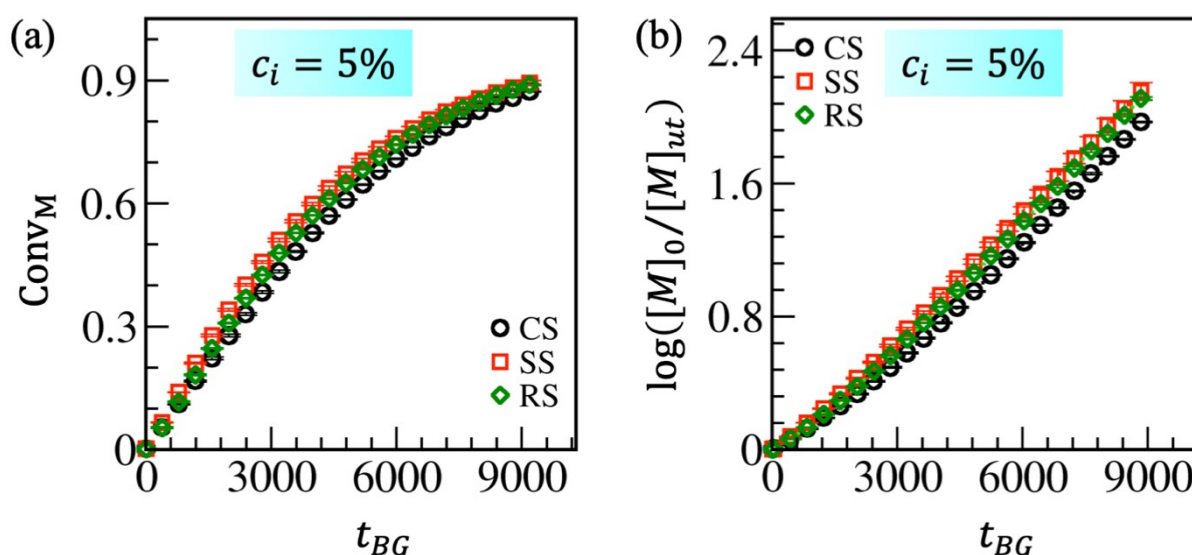 (a)
c_i = 5%
Conv_M
0.9
0.6
0.3
0
0 3000 6000 9000
t_BG
CS
SS
RS
(b)
c_i = 5%
log([M]_0/[M]_ut)
2.4
1.6
0.8
0
0 3000 6000 9000
t_BG
CS
SS
RS